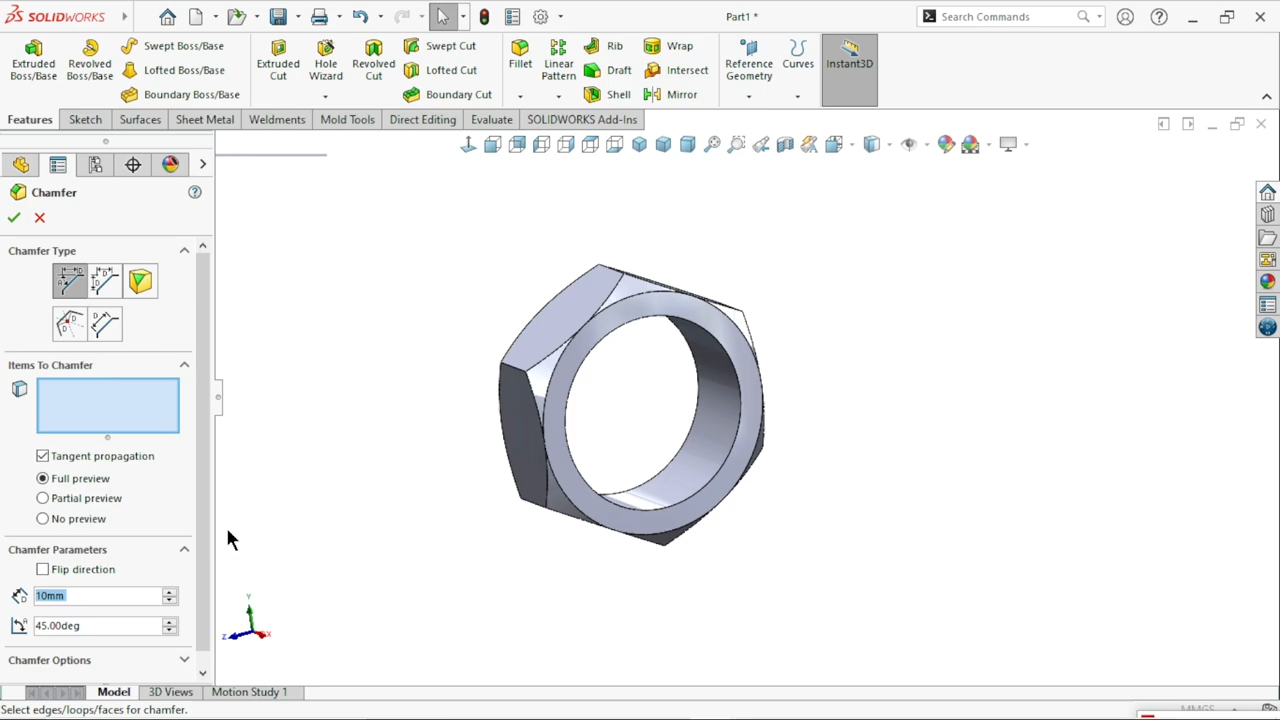 SOLIDWORKS
Part1 *
Search Commands
Extruded Boss/Base
Revolved Boss/Base
Swept Boss/Base
Lofted Boss/Base
Boundary Boss/Base
Extruded Cut
Hole Wizard
Revolved Cut
Swept Cut
Lofted Cut
Boundary Cut
Fillet
Linear Pattern
Rib
Draft
Shell
Wrap
Intersect
Mirror
Reference Geometry
Curves
Instant3D
Features
Sketch
Surfaces
Sheet Metal
Weldments
Mold Tools
Direct Editing
Evaluate
SOLIDWORKS Add-Ins
Chamfer
Chamfer Type
Items To Chamfer
Tangent propagation
Full preview
Partial preview
No preview
Chamfer Parameters
Flip direction
10mm
45.00deg
Chamfer Options
Y
Z
X
Model
3D Views
Motion Study 1
Select edges/loops/faces for chamfer.
MMGS